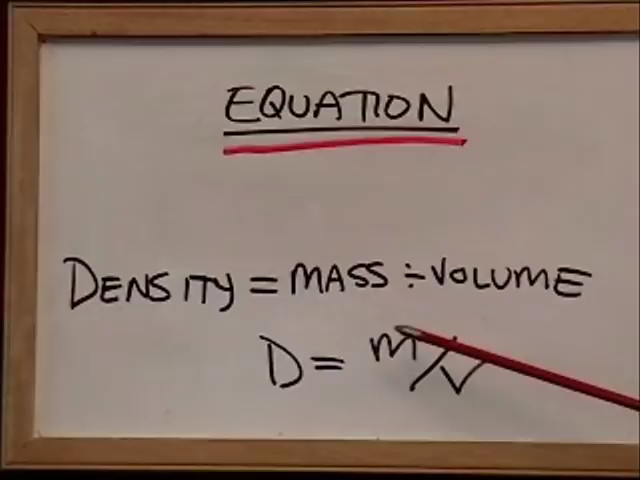 EQUATION
DENSITY = MASS ÷ VOLUME
D = m/V